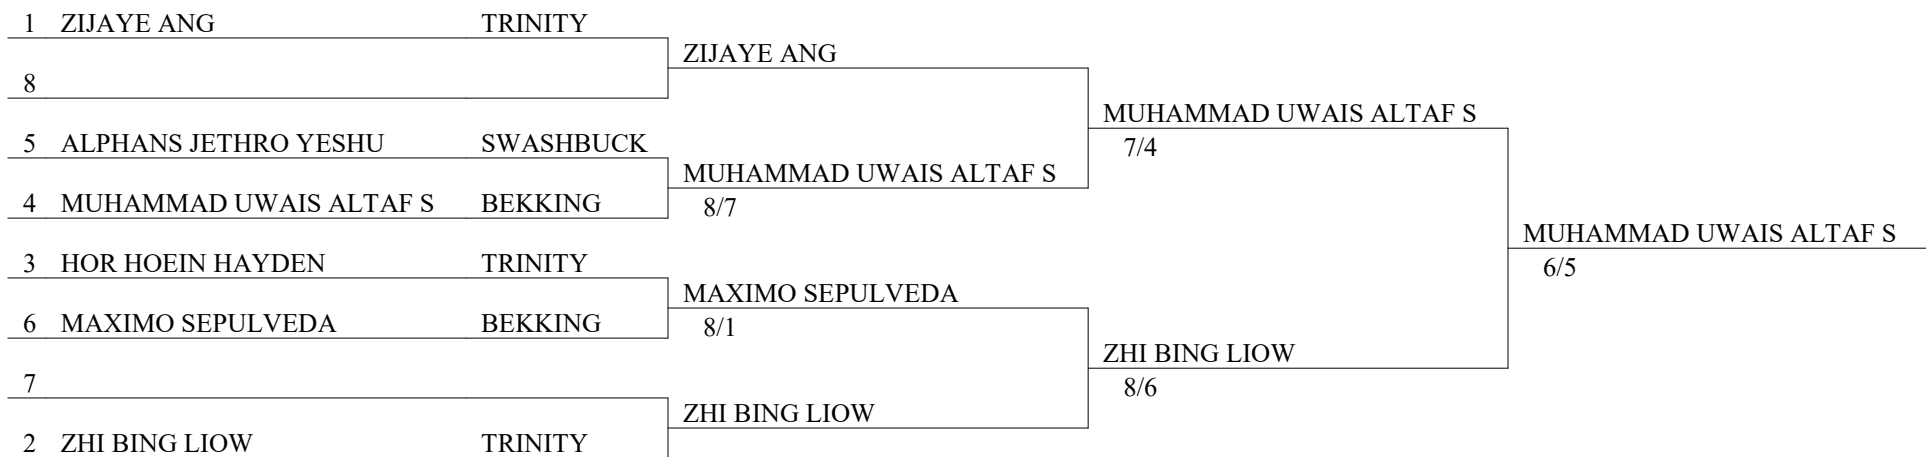 1 ZIJAYE ANG TRINITY
ZIJAYE ANG
8
MUHAMMAD UWAIS ALTAF S
7/4
5 ALPHANS JETHRO YESHU SWASHBUCK
MUHAMMAD UWAIS ALTAF S
8/7
4 MUHAMMAD UWAIS ALTAF S BEKKING
MUHAMMAD UWAIS ALTAF S
6/5
3 HOR HOEIN HAYDEN TRINITY
MAXIMO SEPULVEDA
8/1
6 MAXIMO SEPULVEDA BEKKING
ZHI BING LIOW
8/6
7
ZHI BING LIOW
2 ZHI BING LIOW TRINITY